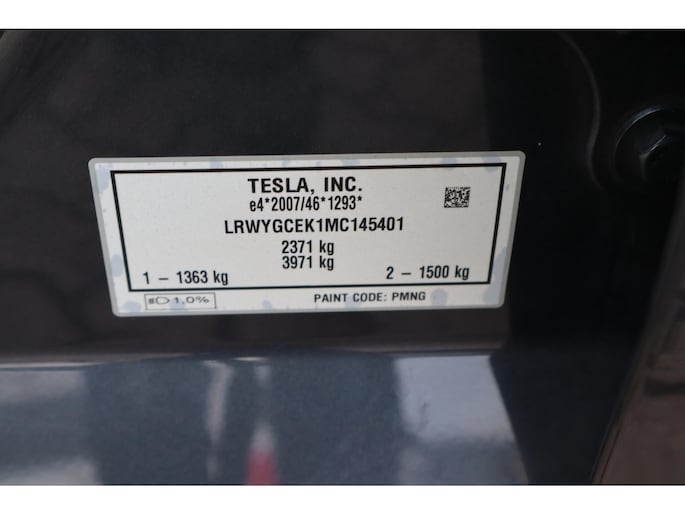 TESLA, INC.
e4*2007/46*1293*
LRWYGCEK1MC145401
2371 kg
3971 kg
1 – 1363 kg 2 – 1500 kg
1,0% PAINT CODE: PMNG